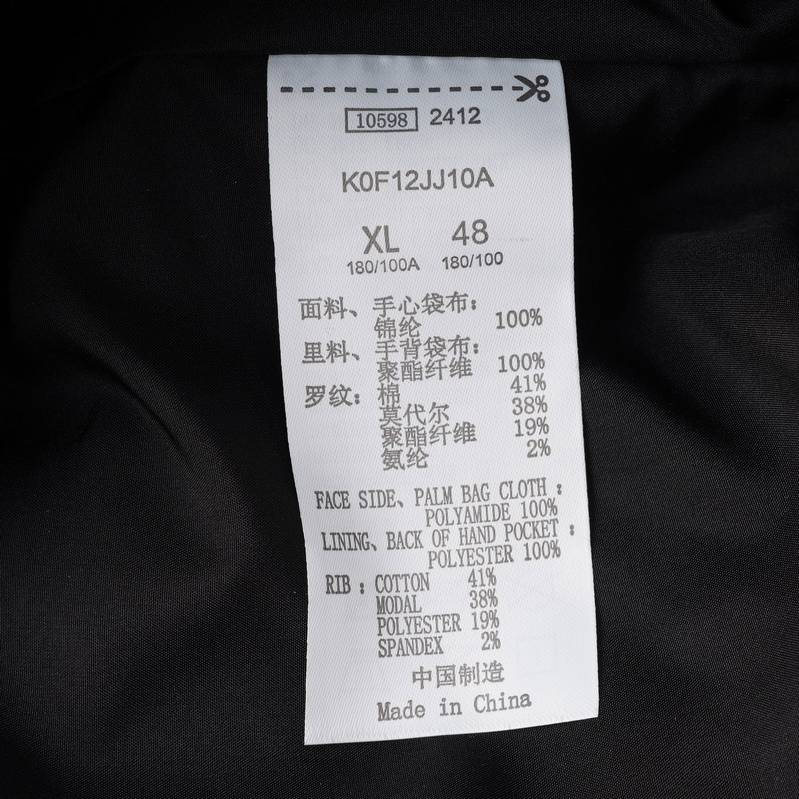 10598 2412
K0F12JJ10A
XL 48
180/100A 180/100
面料、手心袋布：
锦纶 100%
里料、手背袋布：
聚酯纤维 100%
罗纹：棉 41%
莫代尔 38%
聚酯纤维 19%
氨纶 2%
FACE SIDE、PALM BAG CLOTH：
POLYAMIDE 100%
LINING、BACK OF HAND POCKET：
POLYESTER 100%
RIB：COTTON 41%
MODAL 38%
POLYESTER 19%
SPANDEX 2%
中国制造
Made in China